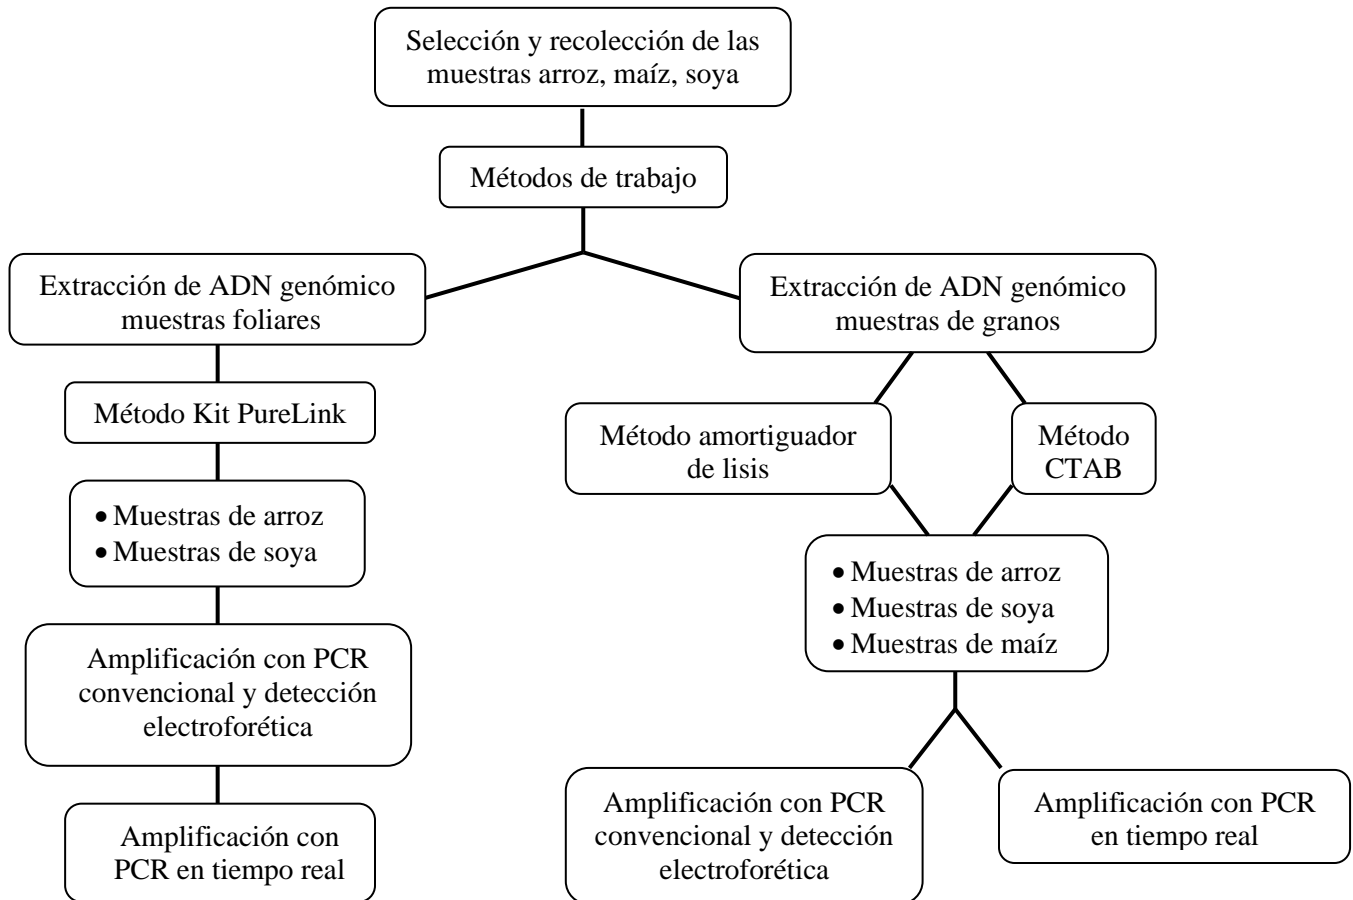 Selección y recolección de las
muestras arroz, maíz, soya
Métodos de trabajo
Extracción de ADN genómico
muestras foliares
Extracción de ADN genómico
muestras de granos
Método Kit PureLink
Método amortiguador
de lisis
Método
CTAB
• Muestras de arroz
• Muestras de soya
• Muestras de arroz
• Muestras de soya
• Muestras de maíz
Amplificación con PCR
convencional y detección
electroforética
Amplificación con
PCR en tiempo real
Amplificación con PCR
convencional y detección
electroforética
Amplificación con PCR
en tiempo real